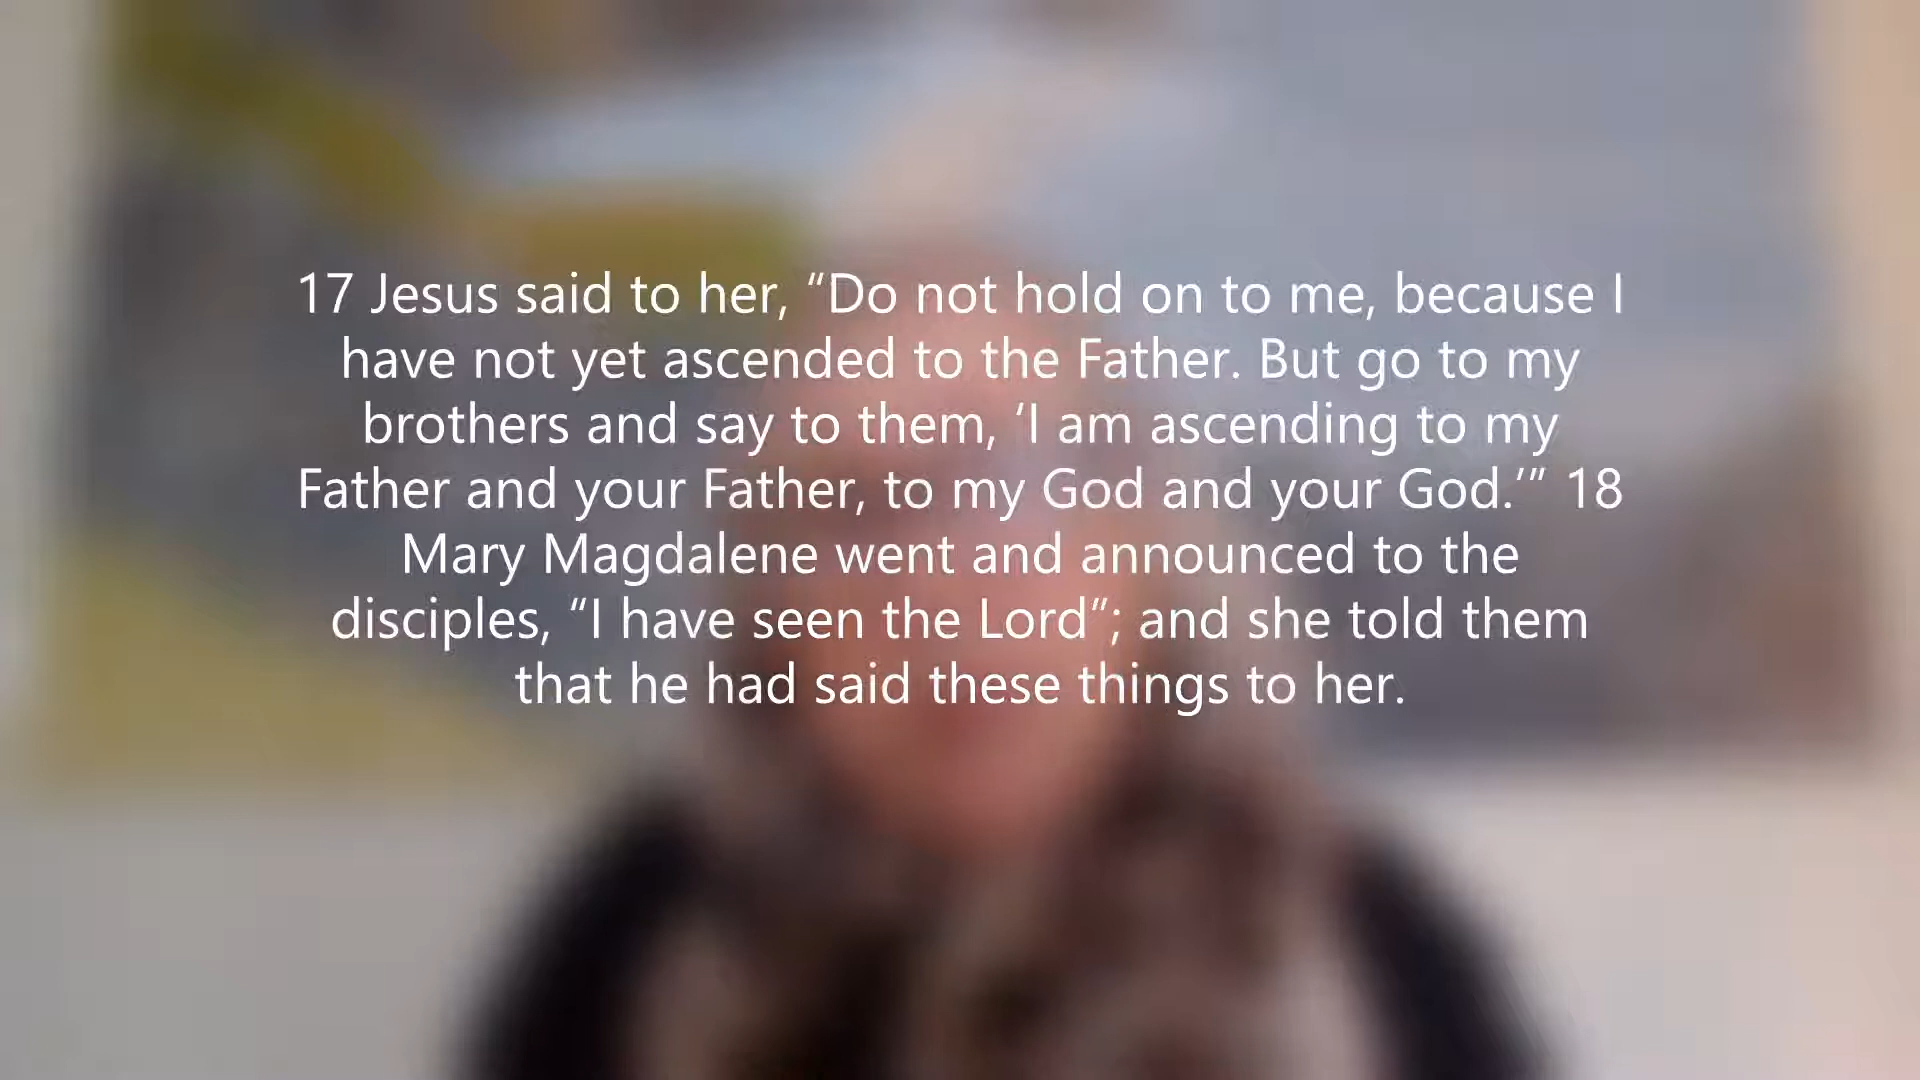 17 Jesus said to her, “Do not hold on to me, because I
have not yet ascended to the Father. But go to my
brothers and say to them, ‘I am ascending to my
Father and your Father, to my God and your God.’” 18
Mary Magdalene went and announced to the
disciples, “I have seen the Lord”; and she told them
that he had said these things to her.